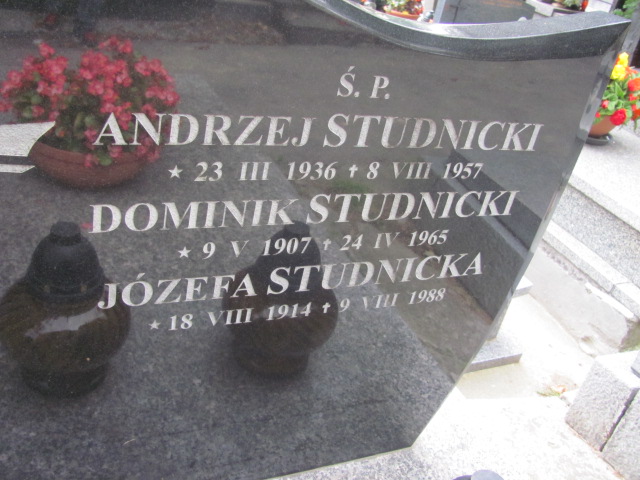 Ś. P.
ANDRZEJ STUDNICKI
★ 23 III 1936 ✝ 8 VIII 1957
DOMINIK STUDNICKI
★ 9 V 1907 ✝ 24 IV 1965
JÓZEFA STUDNICKA
★ 18 VIII 1914 ✝ 9 VIII 1988